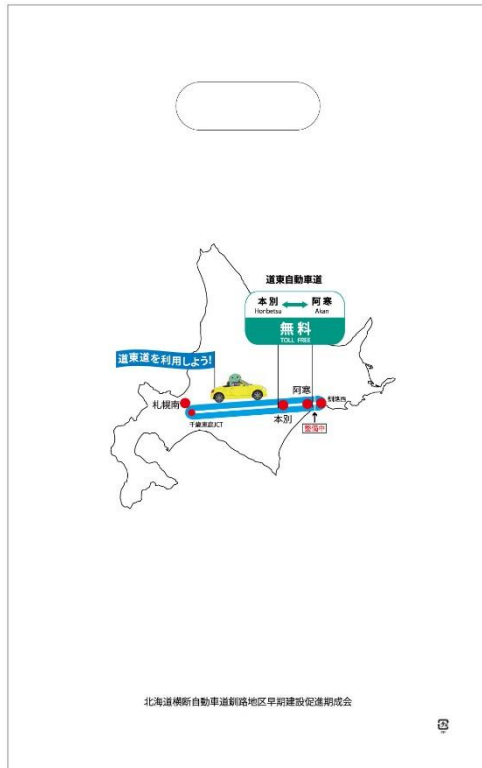 道東自動車道
本別 阿寒
Horibetsu Akan
無料
TOLL FREE
道東道を利用しよう!
阿寒
釧路西
札幌南
本別
千歳恵庭JCT
整備中
北海道横断自動車道釧路地区早期建設促進期成会